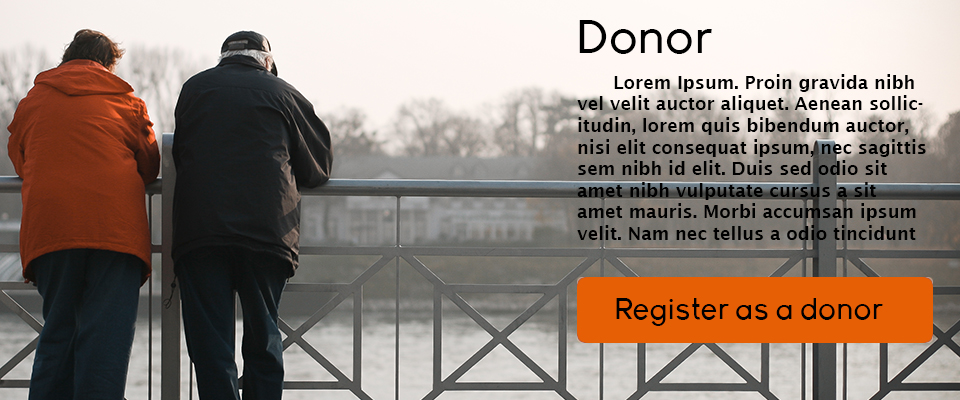 Donor
Lorem Ipsum. Proin gravida nibh
vel velit auctor aliquet. Aenean sollic-
itudin, lorem quis bibendum auctor,
nisi elit consequat ipsum, nec sagittis
sem nibh id elit. Duis sed odio sit
amet nibh vulputate cursus a sit
amet mauris. Morbi accumsan ipsum
velit. Nam nec tellus a odio tincidunt
Register as a donor